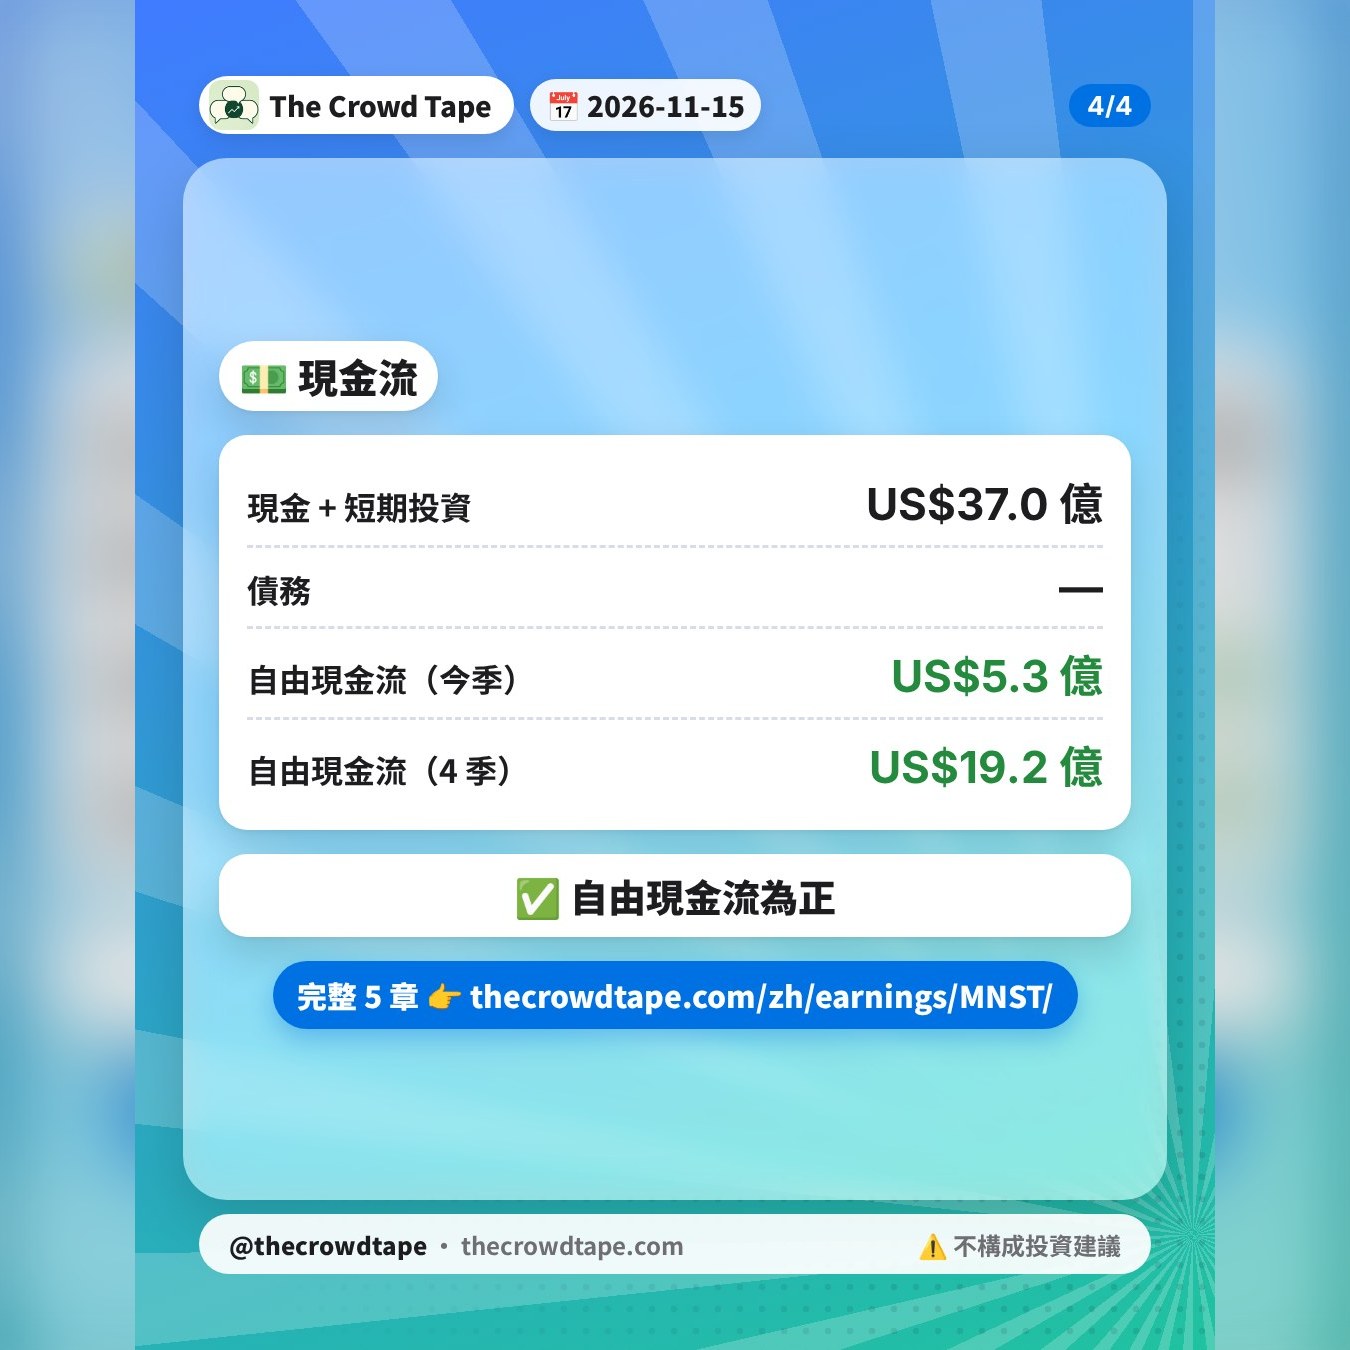 The Crowd Tape
📅 2026-11-15
4/4
💵 現金流
現金 + 短期投資 US$37.0 億
債務 —
自由現金流（今季） US$5.3 億
自由現金流（4 季） US$19.2 億
✅ 自由現金流為正
完整 5 章 👉 thecrowdtape.com/zh/earnings/MNST/
@thecrowdtape · thecrowdtape.com
⚠️ 不構成投資建議